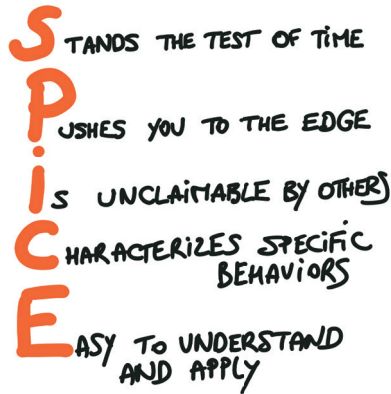 STANDS THE TEST OF TiME
PUSHES YOU TO THE EDGE
iS UNCLAiMABLE BY OTHERS
CHARACTERiZES SPECiFiC
BEHAViORS
EASY TO UNDERSTAND
AND APPLY